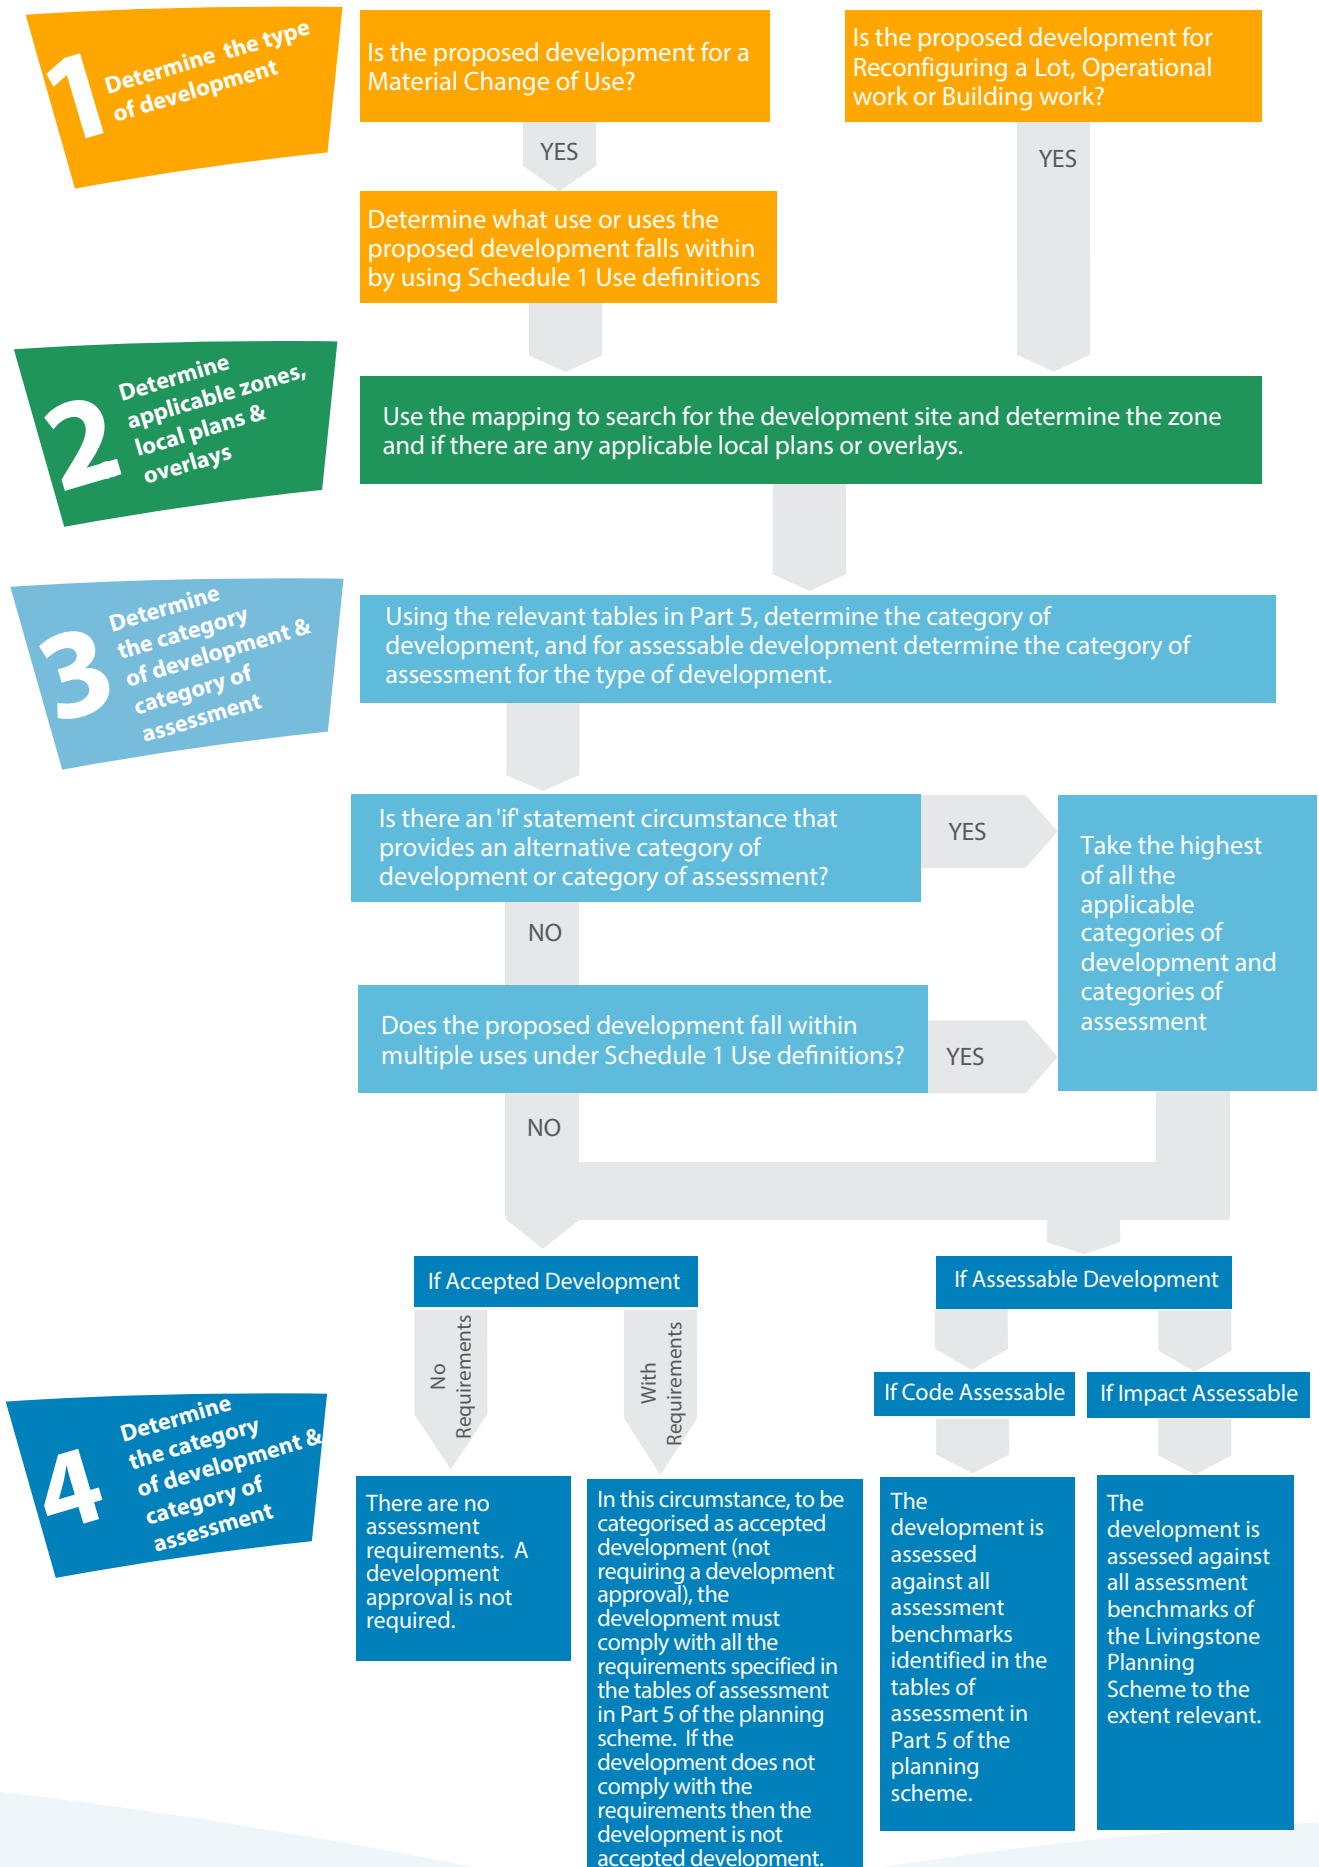 1
Determine the type
of development
Is the proposed development for a
Material Change of Use?
Is the proposed development for
Reconfiguring a Lot, Operational
work or Building work?
YES
YES
Determine what use or uses the
proposed development falls within
by using Schedule 1 Use definitions
2
Determine
applicable zones,
local plans &
overlays
Use the mapping to search for the development site and determine the zone
and if there are any applicable local plans or overlays.
3
Determine
the category
of development &
category of
assessment
Using the relevant tables in Part 5, determine the category of
development, and for assessable development determine the category of
assessment for the type of development.
Is there an 'if' statement circumstance that
provides an alternative category of
development or category of assessment?
YES
Take the highest
of all the
applicable
categories of
development and
categories of
assessment
NO
Does the proposed development fall within
multiple uses under Schedule 1 Use definitions?
YES
NO
If Accepted Development
If Assessable Development
No
Requirements
With
Requirements
If Code Assessable
If Impact Assessable
4
Determine
the category
of development &
category of
assessment
There are no
assessment
requirements. A
development
approval is not
required.
In this circumstance, to be
categorised as accepted
development (not
requiring a development
approval), the
development must
comply with all the
requirements specified in
the tables of assessment
in Part 5 of the planning
scheme. If the
development does not
comply with the
requirements then the
development is not
accepted development.
The
development is
assessed
against all
assessment
benchmarks
identified in the
tables of
assessment in
Part 5 of the
planning
scheme.
The
development is
assessed against
all assessment
benchmarks of
the Livingstone
Planning
Scheme to the
extent relevant.